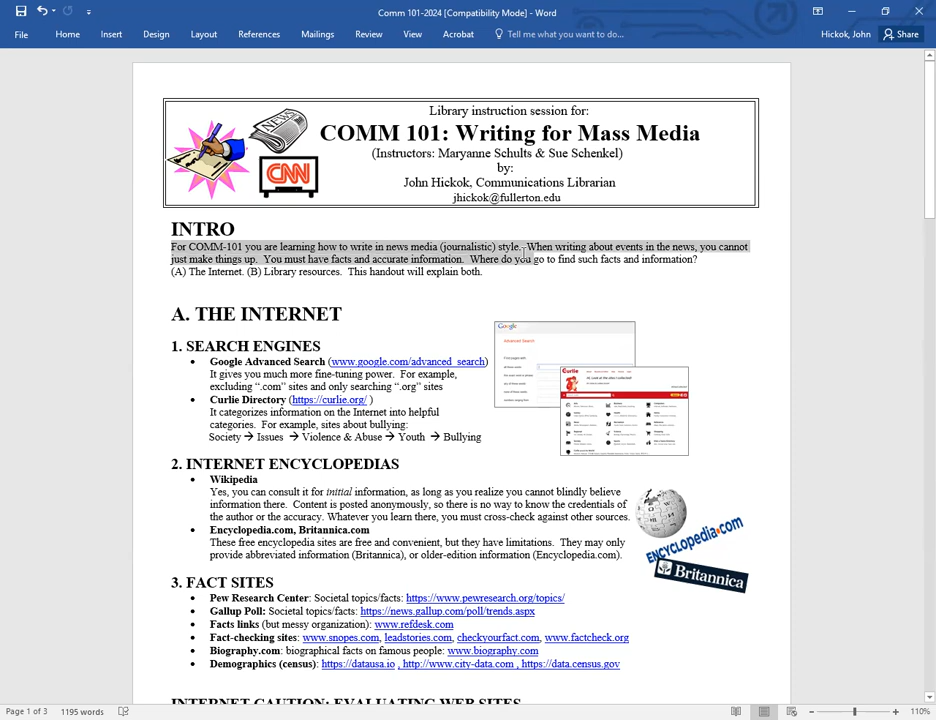 Comm 101-2024 [Compatibility Mode] - Word
File Home Insert Design Layout References Mailings Review View Acrobat Tell me what you want to do... Hickok, John Share
Library instruction session for:
COMM 101: Writing for Mass Media
(Instructors: Maryanne Schults & Sue Schenkel)
by:
John Hickok, Communications Librarian
jhickok@fullerton.edu
NEWS
CNN
INTRO
For COMM-101 you are learning how to write in news media (journalistic) style. When writing about events in the news, you cannot
just make things up. You must have facts and accurate information. Where do you go to find such facts and information?
(A) The Internet. (B) Library resources. This handout will explain both.
A. THE INTERNET
1. SEARCH ENGINES
• Google Advanced Search (www.google.com/advanced_search)
It gives you much more fine-tuning power. For example,
excluding “.com” sites and only searching “.org” sites
• Curlie Directory (https://curlie.org/ )
It categorizes information on the Internet into helpful
categories. For example, sites about bullying:
Society → Issues → Violence & Abuse → Youth → Bullying
Google
Advanced Search
Curlie
2. INTERNET ENCYCLOPEDIAS
• Wikipedia
Yes, you can consult it for initial information, as long as you realize you cannot blindly believe
information there. Content is posted anonymously, so there is no way to know the credentials of
the author or the accuracy. Whatever you learn there, you must cross-check against other sources.
• Encyclopedia.com, Britannica.com
These free encyclopedia sites are free and convenient, but they have limitations. They may only
provide abbreviated information (Britannica), or older-edition information (Encyclopedia.com).
ENCYCLOPEDIA•com
Britannica
3. FACT SITES
• Pew Research Center: Societal topics/facts: https://www.pewresearch.org/topics/
• Gallup Poll: Societal topics/facts: https://news.gallup.com/poll/trends.aspx
• Facts links (but messy organization): www.refdesk.com
• Fact-checking sites: www.snopes.com, leadstories.com, checkyourfact.com, www.factcheck.org
• Biography.com: biographical facts on famous people: www.biography.com
• Demographics (census): https://datausa.io , http://www.city-data.com , https://data.census.gov
INTERNET CAUTION: EVALUATING WEB SITES
Page 1 of 3 1195 words 110%